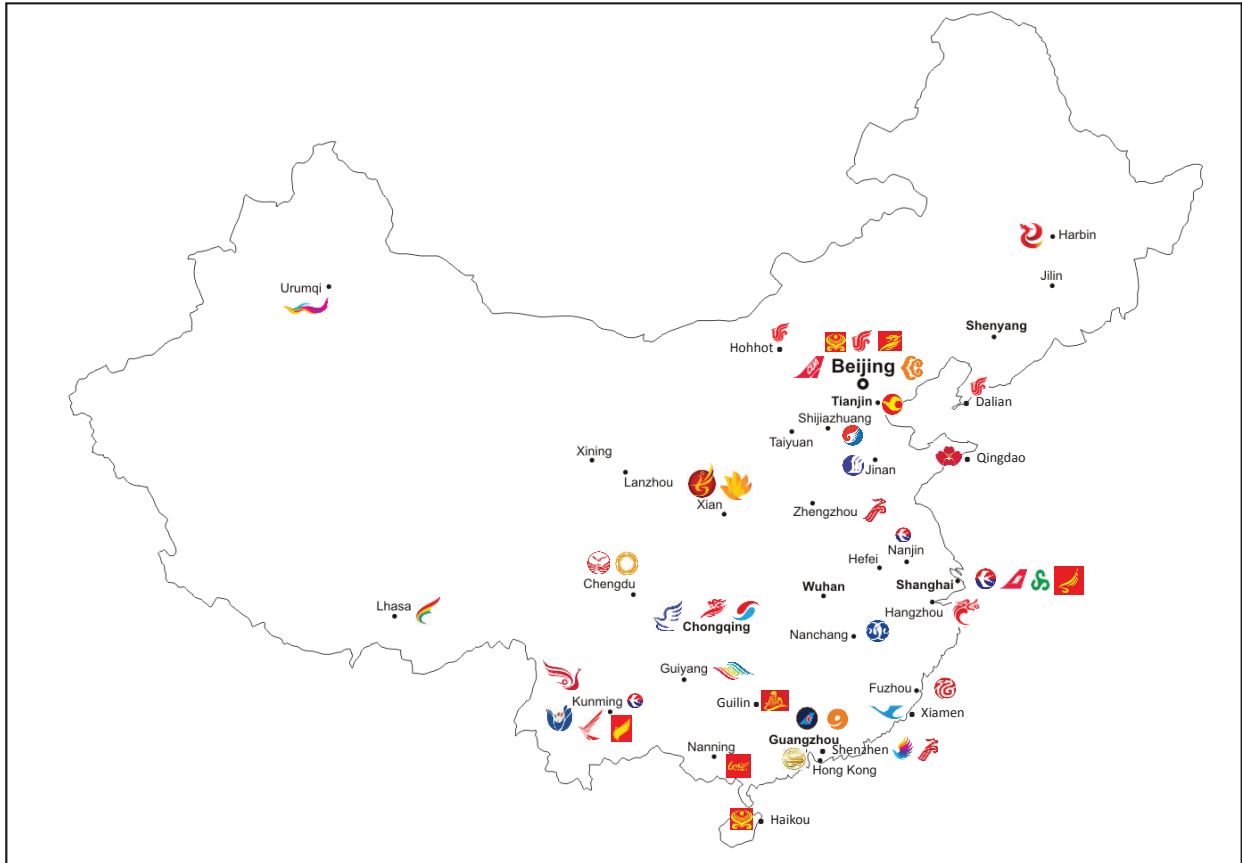 Harbin
Jilin
Urumqi
Shenyang
Hohhot
Beijing
Tianjin
Dalian
Shijiazhuang
Taiyuan
Xining
Jinan
Qingdao
Lanzhou
Xian
Zhengzhou
Nanjin
Hefei
Chengdu
Wuhan
Shanghai
Lhasa
Hangzhou
Chongqing
Nanchang
Guiyang
Fuzhou
Kunming
Guilin
Xiamen
Guangzhou
Nanning
Shenzhen
Hong Kong
Haikou